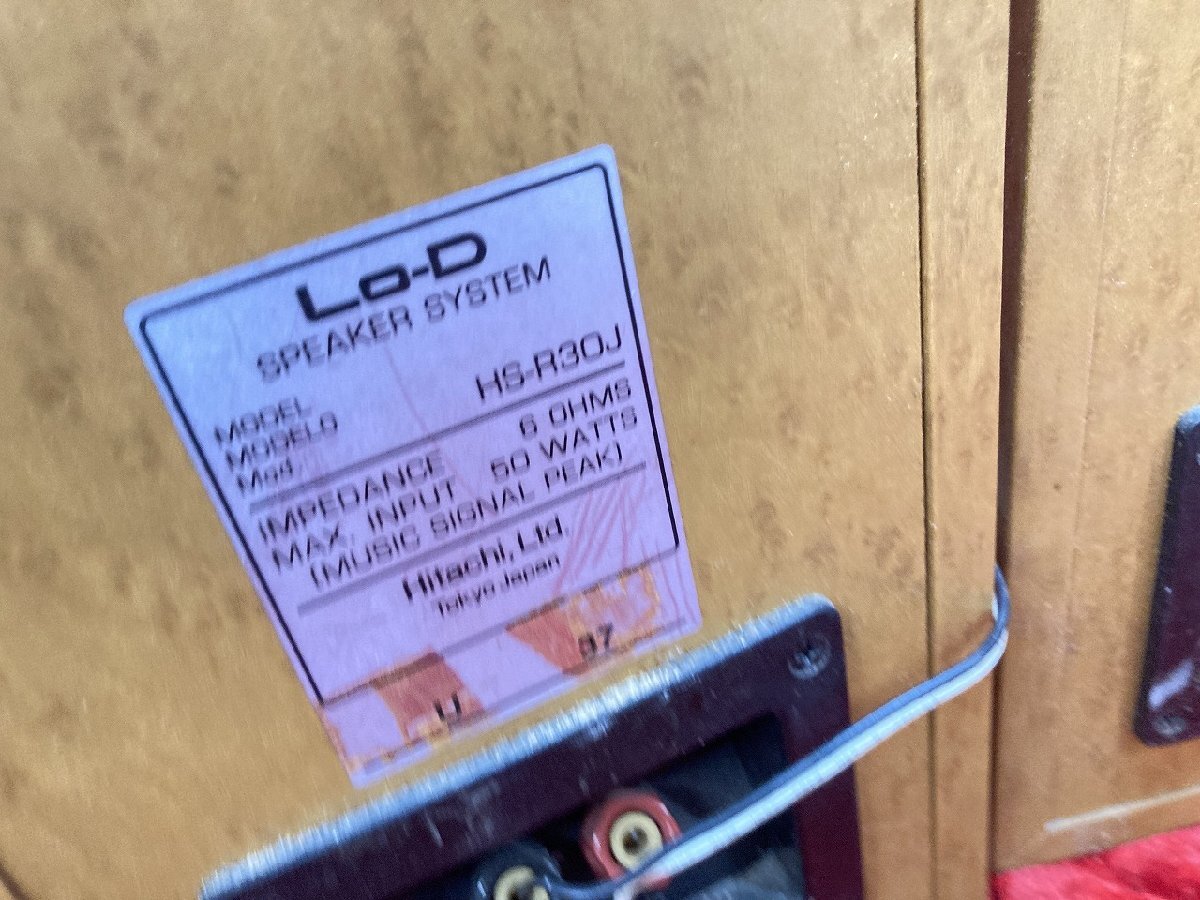 Lo-D
SPEAKER SYSTEM
MODEL
MODELO
Mod.
HS-R30J
IMPEDANCE 6 OHMS
MAX. INPUT 50 WATTS
(MUSIC SIGNAL PEAK)
Hitachi, Ltd.
Tokyo Japan